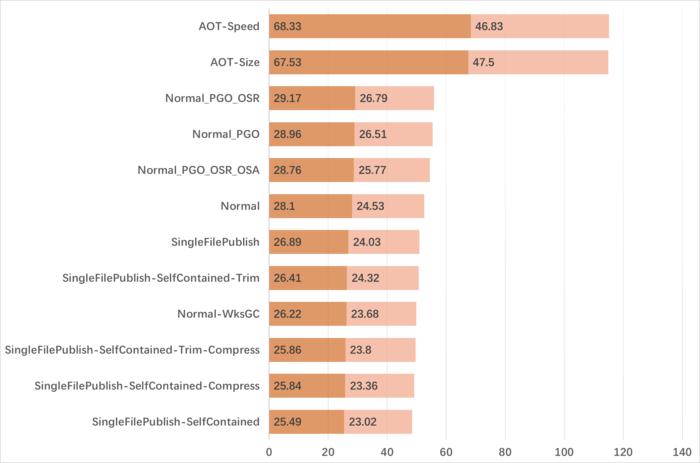 AOT-Speed 68.33 46.83
AOT-Size 67.53 47.5
Normal_PGO_OSR 29.17 26.79
Normal_PGO 28.96 26.51
Normal_PGO_OSR_OSA 28.76 25.77
Normal 28.1 24.53
SingleFilePublish 26.89 24.03
SingleFilePublish-SelfContained-Trim 26.41 24.32
Normal-WksGC 26.22 23.68
SingleFilePublish-SelfContained-Trim-Compress 25.86 23.8
SingleFilePublish-SelfContained-Compress 25.84 23.36
SingleFilePublish-SelfContained 25.49 23.02
0 20 40 60 80 100 120 140